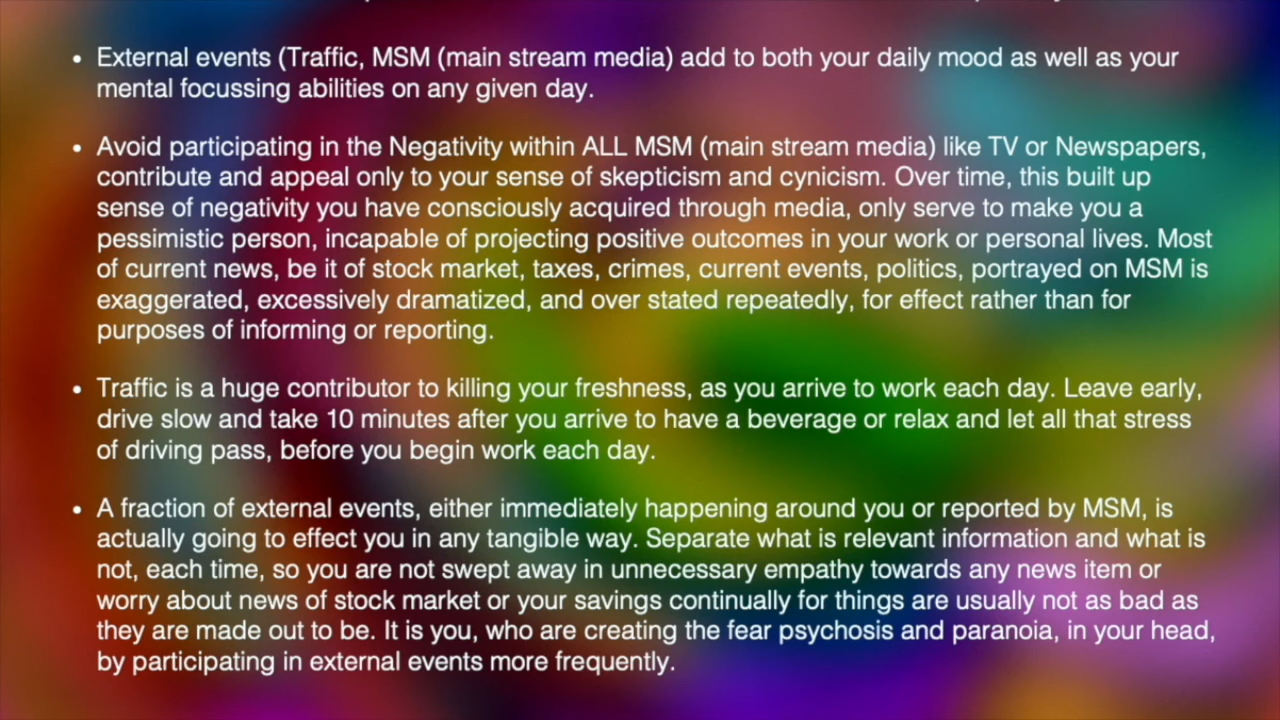 • External events (Traffic, MSM (main stream media) add to both your daily mood as well as your
mental focussing abilities on any given day.
• Avoid participating in the Negativity within ALL MSM (main stream media) like TV or Newspapers,
contribute and appeal only to your sense of skepticism and cynicism. Over time, this built up
sense of negativity you have consciously acquired through media, only serve to make you a
pessimistic person, incapable of projecting positive outcomes in your work or personal lives. Most
of current news, be it of stock market, taxes, crimes, current events, politics, portrayed on MSM is
exaggerated, excessively dramatized, and over stated repeatedly, for effect rather than for
purposes of informing or reporting.
• Traffic is a huge contributor to killing your freshness, as you arrive to work each day. Leave early,
drive slow and take 10 minutes after you arrive to have a beverage or relax and let all that stress
of driving pass, before you begin work each day.
• A fraction of external events, either immediately happening around you or reported by MSM, is
actually going to effect you in any tangible way. Separate what is relevant information and what is
not, each time, so you are not swept away in unnecessary empathy towards any news item or
worry about news of stock market or your savings continually for things are usually not as bad as
they are made out to be. It is you, who are creating the fear psychosis and paranoia, in your head,
by participating in external events more frequently.